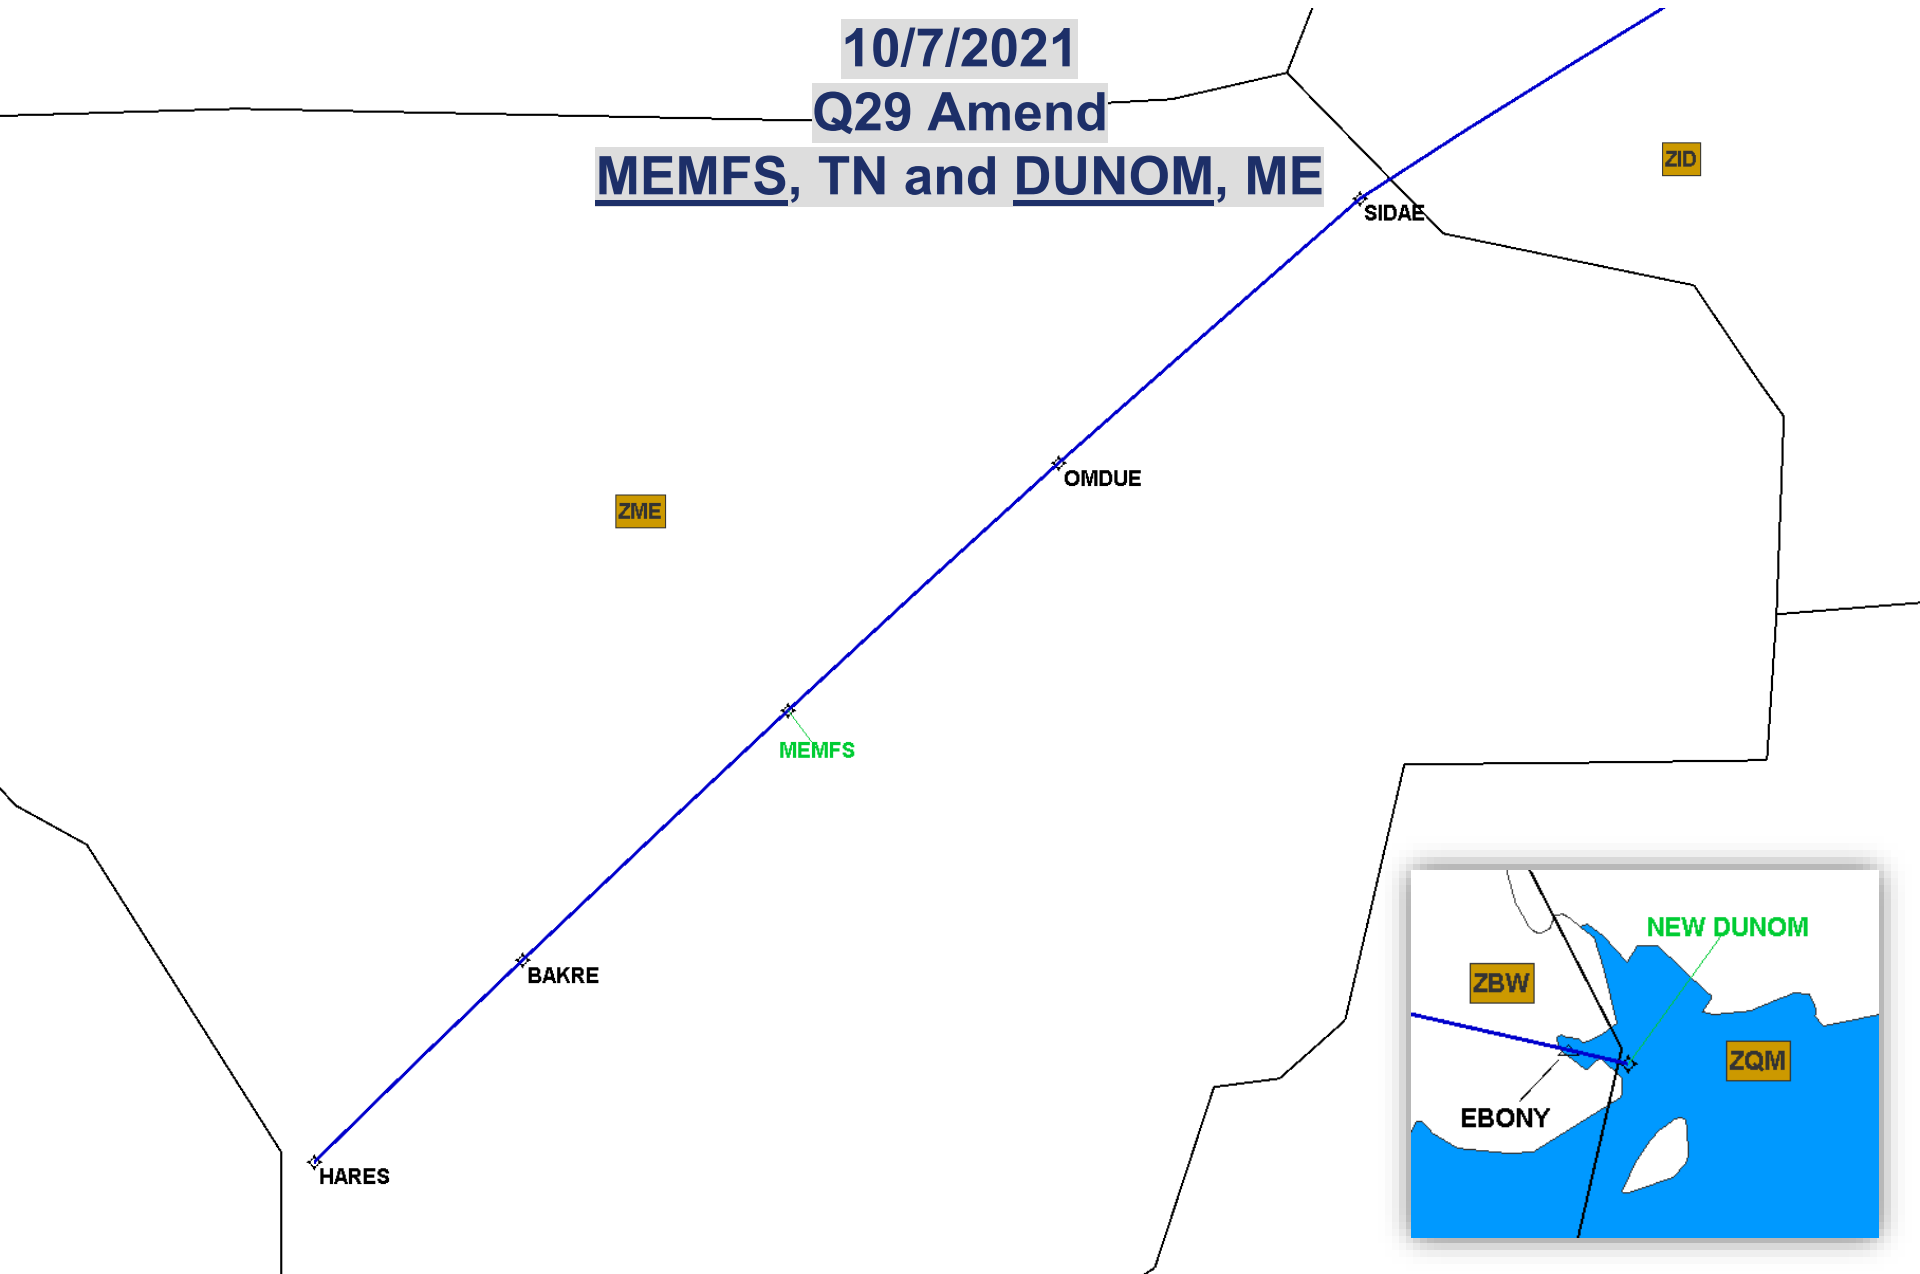 10/7/2021
Q29 Amend
MEMFS, TN and DUNOM, ME
ZID
SIDAE
OMDUE
ZME
MEMFS
BAKRE
HARES
NEW DUNOM
ZBW
ZQM
EBONY